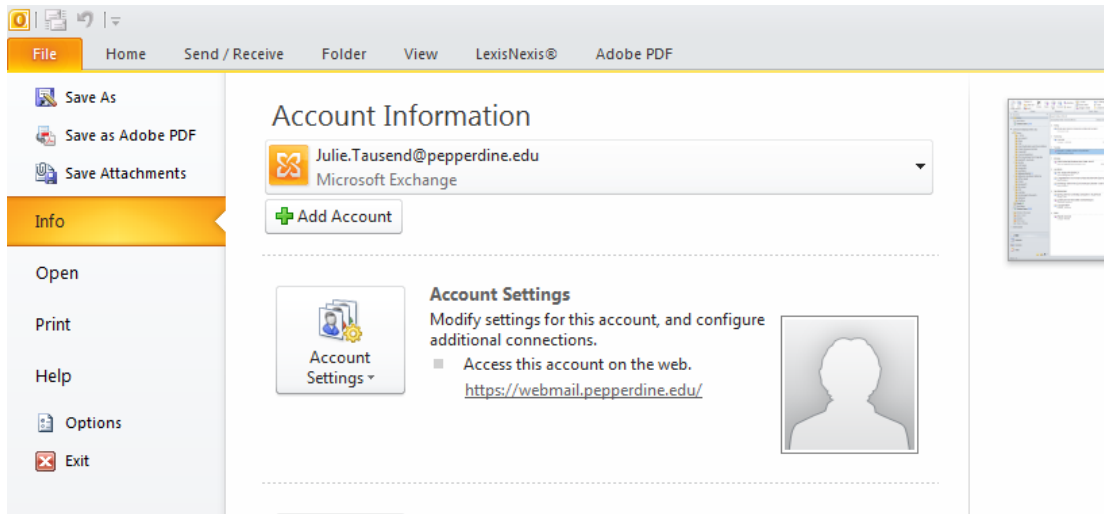 File Home Send / Receive Folder View LexisNexis® Adobe PDF
Save As
Save as Adobe PDF
Save Attachments
Info
Open
Print
Help
Options
Exit
Account Information
Julie.Tausend@pepperdine.edu
Microsoft Exchange
Add Account
Account
Settings
Account Settings
Modify settings for this account, and configure
additional connections.
Access this account on the web.
https://webmail.pepperdine.edu/